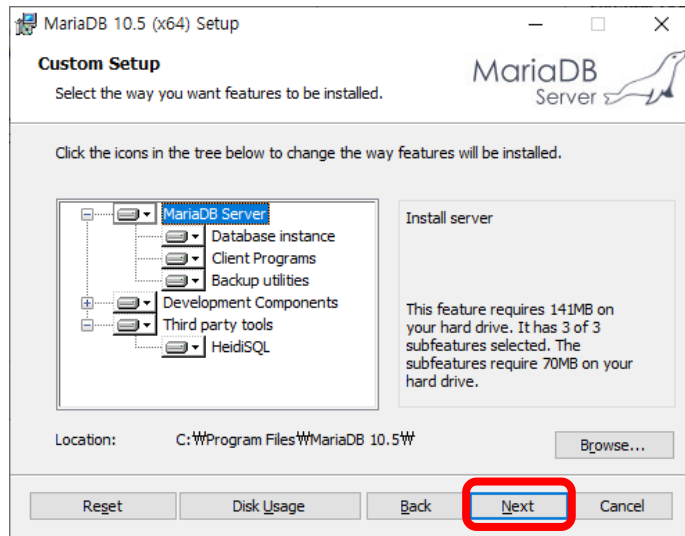 MariaDB 10.5 (x64) Setup
Custom Setup
Select the way you want features to be installed.
MariaDB
Server
Click the icons in the tree below to change the way features will be installed.
MariaDB Server
Database instance
Client Programs
Backup utilities
Development Components
Third party tools
HeidiSQL
Install server
This feature requires 141MB on
your hard drive. It has 3 of 3
subfeatures selected. The
subfeatures require 70MB on your
hard drive.
Location: C:₩Program Files₩MariaDB 10.5₩
Browse...
Reset Disk Usage Back Next Cancel